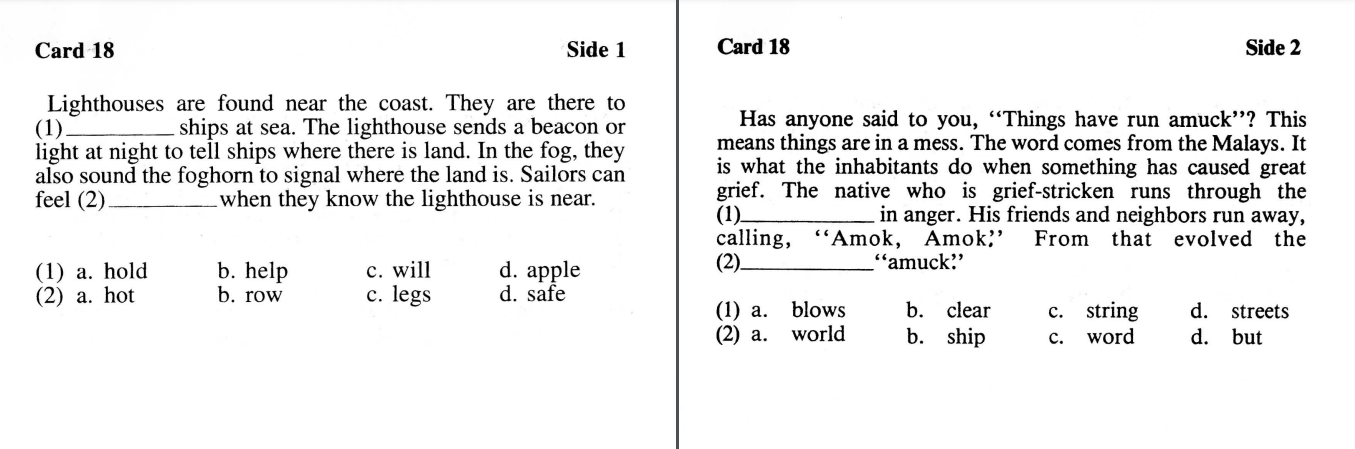 Card 18 Side 1
Lighthouses are found near the coast. They are there to
(1)__________ ships at sea. The lighthouse sends a beacon or
light at night to tell ships where there is land. In the fog, they
also sound the foghorn to signal where the land is. Sailors can
feel (2)__________ when they know the lighthouse is near.
(1) a. hold b. help c. will d. apple
(2) a. hot b. row c. legs d. safe
Card 18 Side 2
Has anyone said to you, “Things have run amuck”? This
means things are in a mess. The word comes from the Malays. It
is what the inhabitants do when something has caused great
grief. The native who is grief-stricken runs through the
(1)____________ in anger. His friends and neighbors run away,
calling, “Amok, Amok.” From that evolved the
(2)____________ “amuck.”
(1) a. blows b. clear c. string d. streets
(2) a. world b. ship c. word d. but